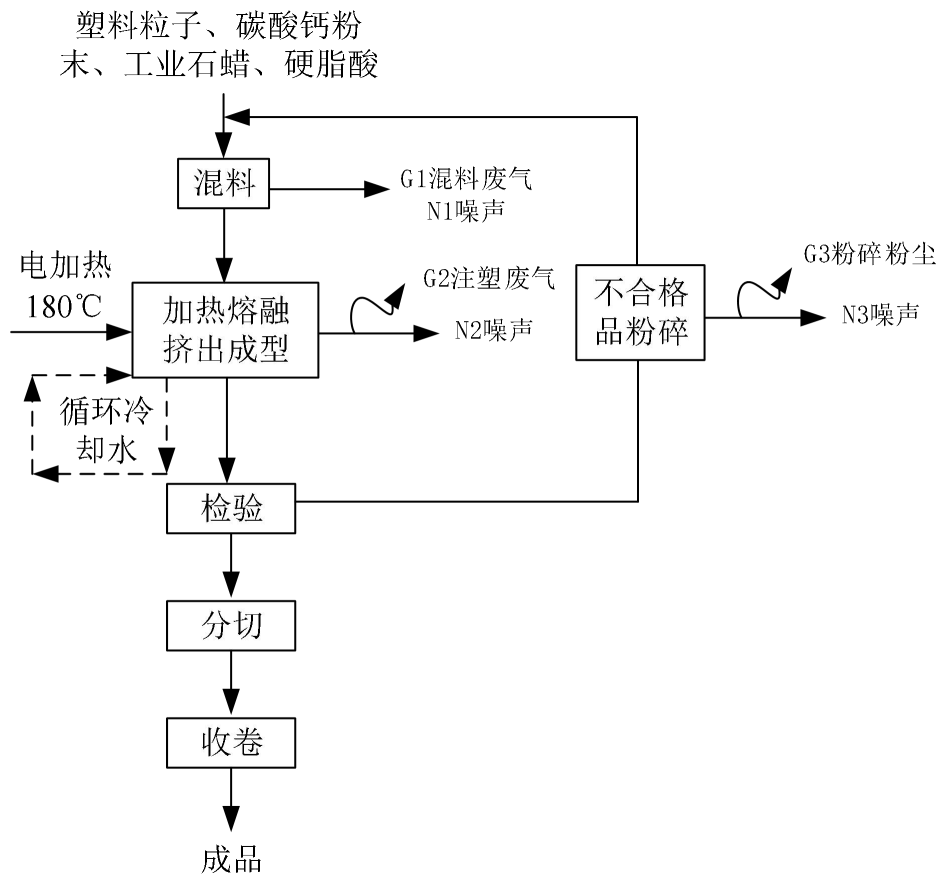 塑料粒子、碳酸钙粉
末、工业石蜡、硬脂酸
混料
G1混料废气
N1噪声
电加热
180℃
加热熔融
挤出成型
G2注塑废气
N2噪声
不合格
品粉碎
G3粉碎粉尘
N3噪声
循环冷
却水
检验
分切
收卷
成品